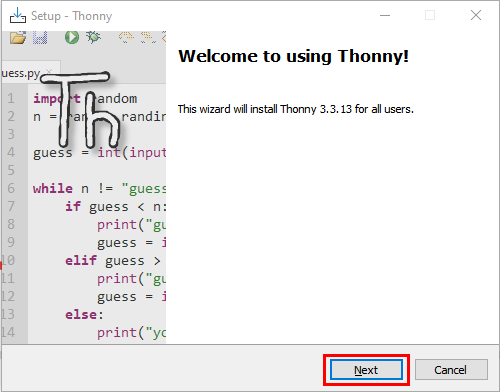 Setup - Thonny
Welcome to using Thonny!
This wizard will install Thonny 3.3.13 for all users.
uess.py ×
Th
1 import random
2 n =
3
4 guess = int(input
5
6 while n != "guess
7 if guess < n:
8 print("gu
9 guess = i
10 elif guess >
11 print("gu
12 guess = i
13 else:
14 print("yo
Next
Cancel